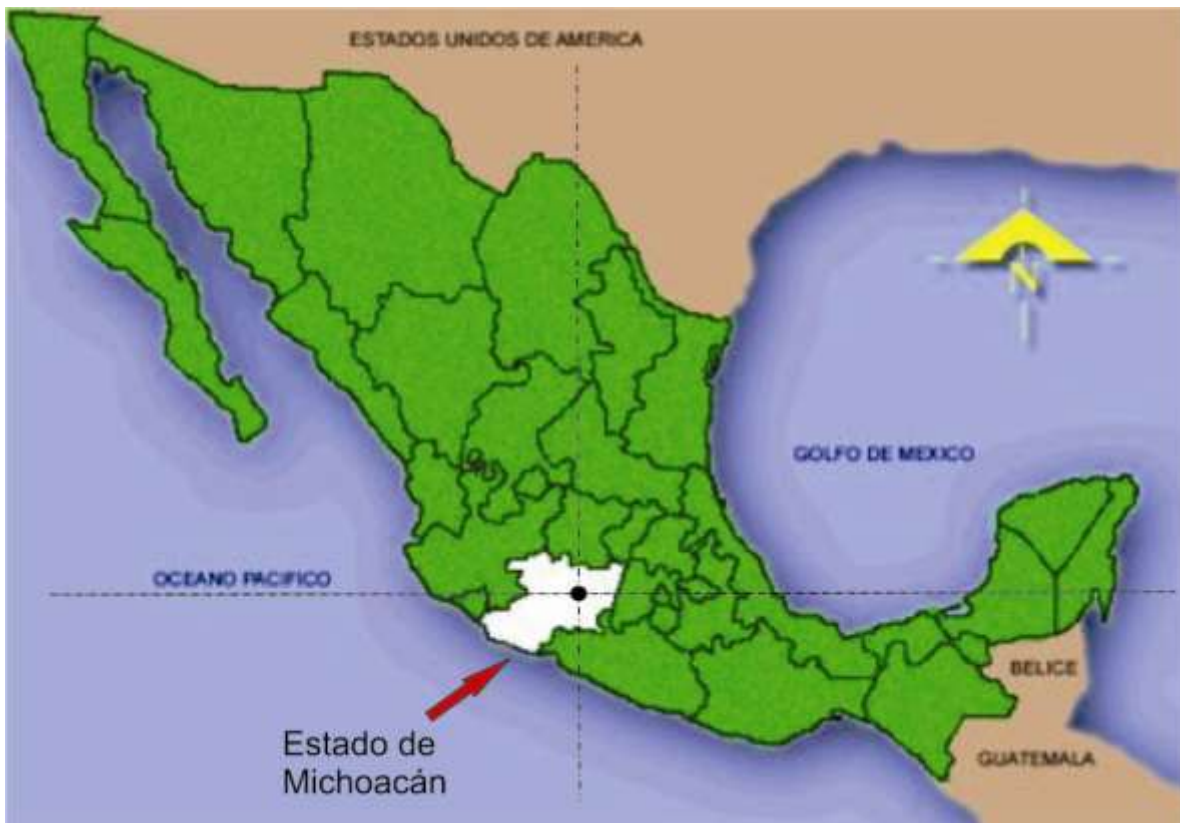 ESTADOS UNIDOS DE AMERICA
N
GOLFO DE MEXICO
OCEANO PACIFICO
BELICE
Estado de
Michoacán
GUATEMALA